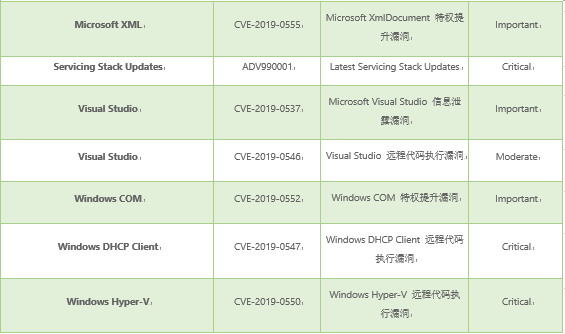 Microsoft XML
CVE-2019-0555
Microsoft XmlDocument 特权提
升漏洞
Important
Servicing Stack Updates
ADV990001
Latest Servicing Stack Updates
Critical
Visual Studio
CVE-2019-0537
Microsoft Visual Studio 信息泄
露漏洞
Important
Visual Studio
CVE-2019-0546
Visual Studio 远程代码执行漏洞
Moderate
Windows COM
CVE-2019-0552
Windows COM 特权提升漏洞
Important
Windows DHCP Client
CVE-2019-0547
Windows DHCP Client 远程代码
执行漏洞
Critical
Windows Hyper-V
CVE-2019-0550
Windows Hyper-V 远程代码执
行漏洞
Critical